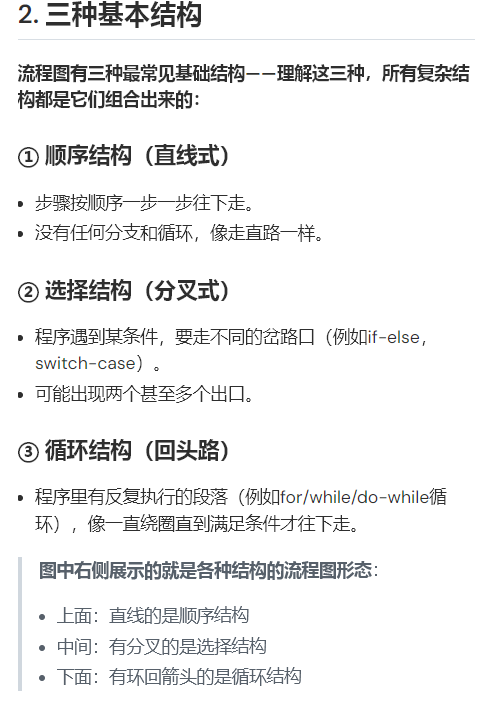 2. 三种基本结构
流程图有三种最常见基础结构——理解这三种，所有复杂结
构都是它们组合出来的：
① 顺序结构（直线式）
• 步骤按顺序一步一步往下走。
• 没有任何分支和循环，像走直路一样。
② 选择结构（分叉式）
• 程序遇到某条件，要走不同的岔路口（例如if-else，
switch-case）。
• 可能出现两个甚至多个出口。
③ 循环结构（回头路）
• 程序里有反复执行的段落（例如for/while/do-while循
环），像一直绕圈直到满足条件才往下走。
图中右侧展示的就是各种结构的流程图形态：
• 上面：直线的是顺序结构
• 中间：有分叉的是选择结构
• 下面：有环回箭头的是循环结构